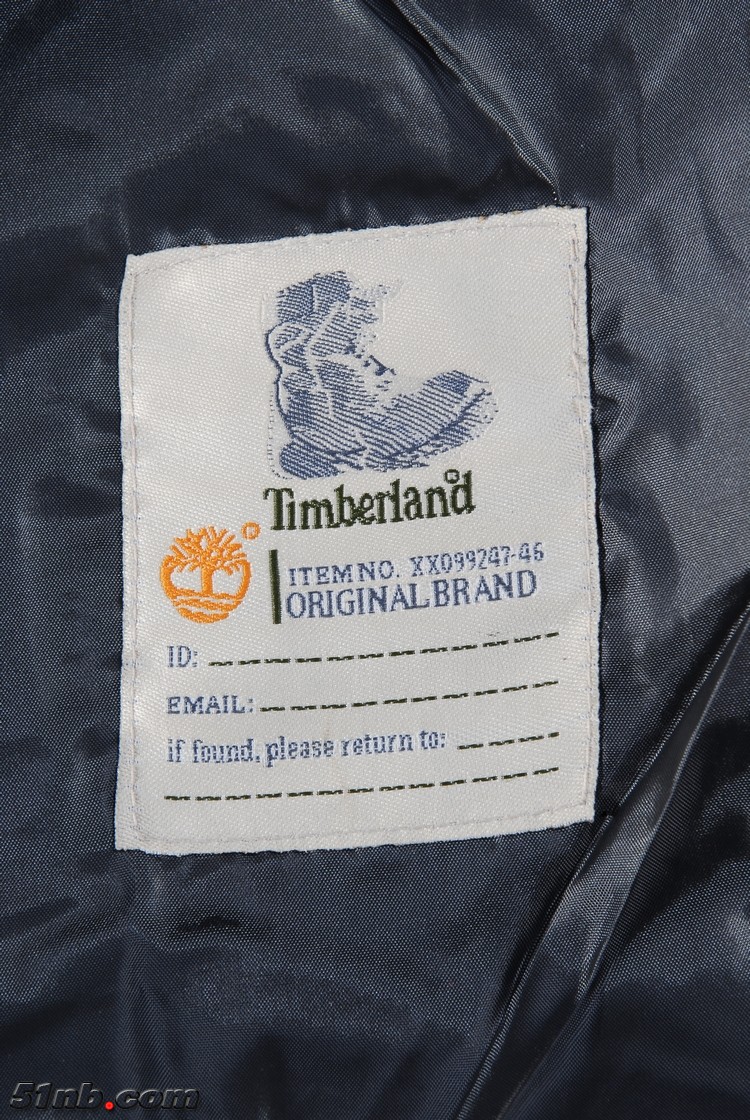 Timberland®
ITEM NO. XX099247-46
ORIGINAL BRAND
ID:
EMAIL:
if found, please return to:
51nb.com